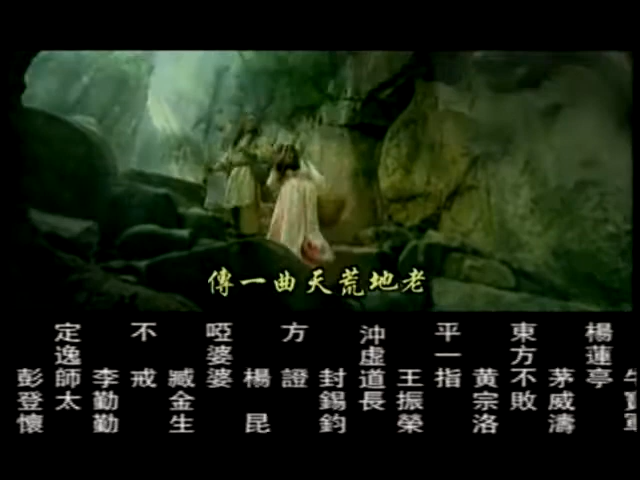 傳一曲天荒地老
彭登懷
定逸師太
李勤勤
不戒
臧金生
啞婆婆
楊昆
方證
封錫鈞
沖虛道長
王振榮
平一指
黃宗洛
東方不敗
茅威濤
楊蓮亭